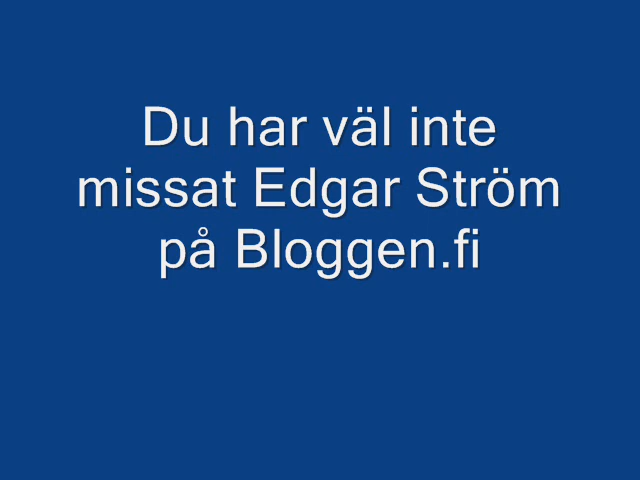 Du har väl inte
missat Edgar Ström
på Bloggen.fi